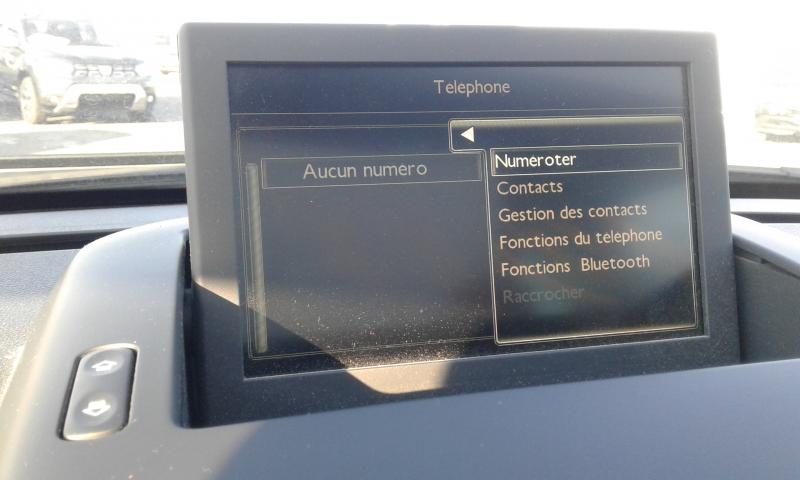 Telephone
Aucun numero
Numeroter
Contacts
Gestion des contacts
Fonctions du telephone
Fonctions Bluetooth
Raccrocher